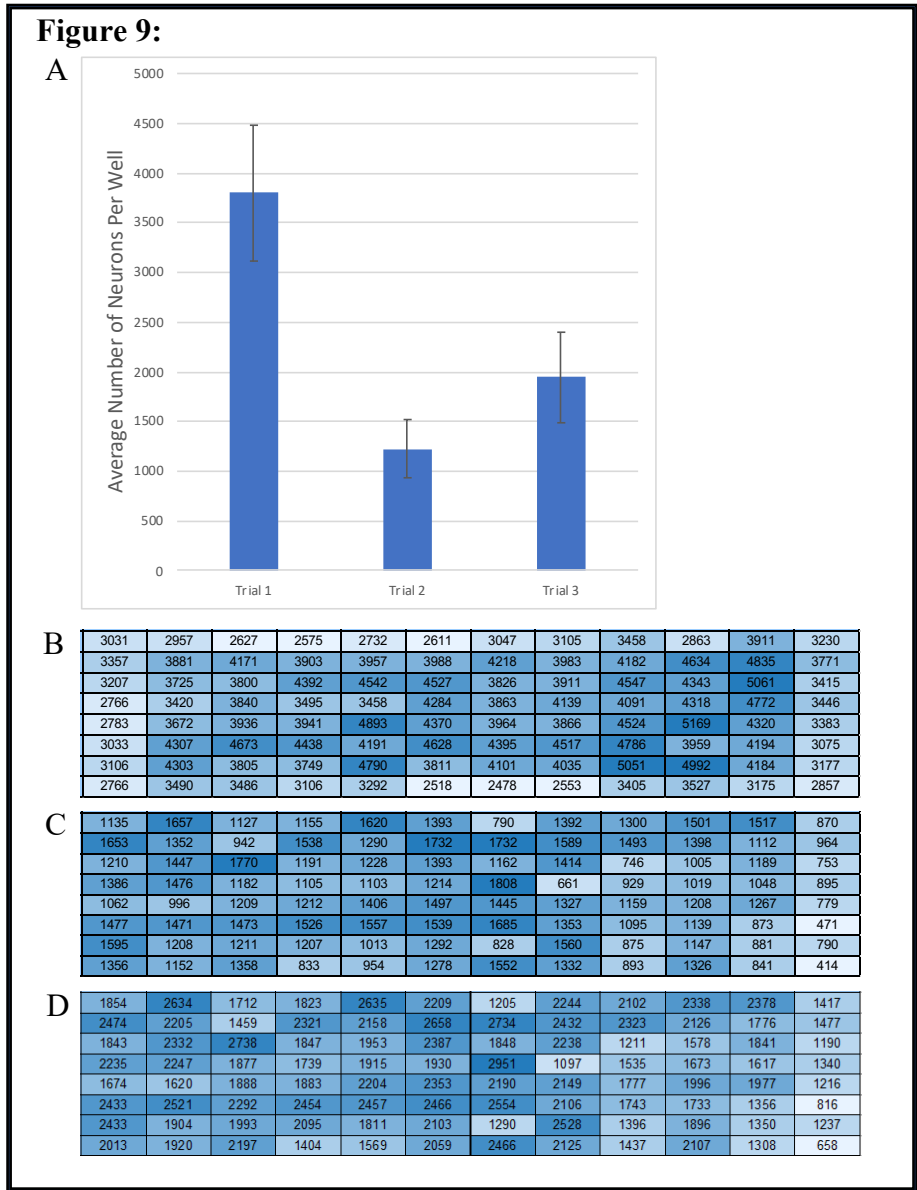 Figure 9:
A
5000
4500
4000
3500
3000
2500
2000
1500
1000
500
0
Average Number of Neurons Per Well
Trial 1 Trial 2 Trial 3
B
3031 2957 2627 2575 2732 2611 3047 3105 3458 2863 3911 3230
3357 3881 4171 3903 3957 3988 4218 3983 4182 4634 4835 3771
3207 3725 3800 4392 4542 4527 3826 3911 4547 4343 5061 3415
2766 3420 3840 3495 3458 4284 3863 4139 4091 4318 4772 3446
2783 3672 3936 3941 4893 4370 3964 3866 4524 5169 4320 3383
3033 4307 4673 4438 4191 4628 4395 4517 4786 3959 4194 3075
3106 4303 3805 3749 4790 3811 4101 4035 5051 4992 4184 3177
2766 3490 3486 3106 3292 2518 2478 2553 3405 3527 3175 2857
C
1135 1657 1127 1155 1620 1393 790 1392 1300 1501 1517 870
1653 1352 942 1538 1290 1732 1732 1589 1493 1398 1112 964
1210 1447 1770 1191 1228 1393 1162 1414 746 1005 1189 753
1386 1476 1182 1105 1103 1214 1808 661 929 1019 1048 895
1062 996 1209 1212 1406 1497 1445 1327 1159 1208 1267 779
1477 1471 1473 1526 1557 1539 1685 1353 1095 1139 873 471
1595 1208 1211 1207 1013 1292 828 1560 875 1147 881 790
1356 1152 1358 833 954 1278 1552 1332 893 1326 841 414
D
1854 2634 1712 1823 2635 2209 1205 2244 2102 2338 2378 1417
2474 2205 1459 2321 2158 2658 2734 2432 2323 2126 1776 1477
1843 2332 2738 1847 1953 2387 1848 2238 1211 1578 1841 1190
2235 2247 1877 1739 1915 1930 2951 1097 1535 1673 1617 1340
1674 1620 1888 1883 2204 2353 2190 2149 1777 1996 1977 1216
2433 2521 2292 2454 2457 2466 2554 2106 1743 1733 1356 816
2433 1904 1993 2095 1811 2103 1290 2528 1396 1896 1350 1237
2013 1920 2197 1404 1569 2059 2466 2125 1437 2107 1308 658